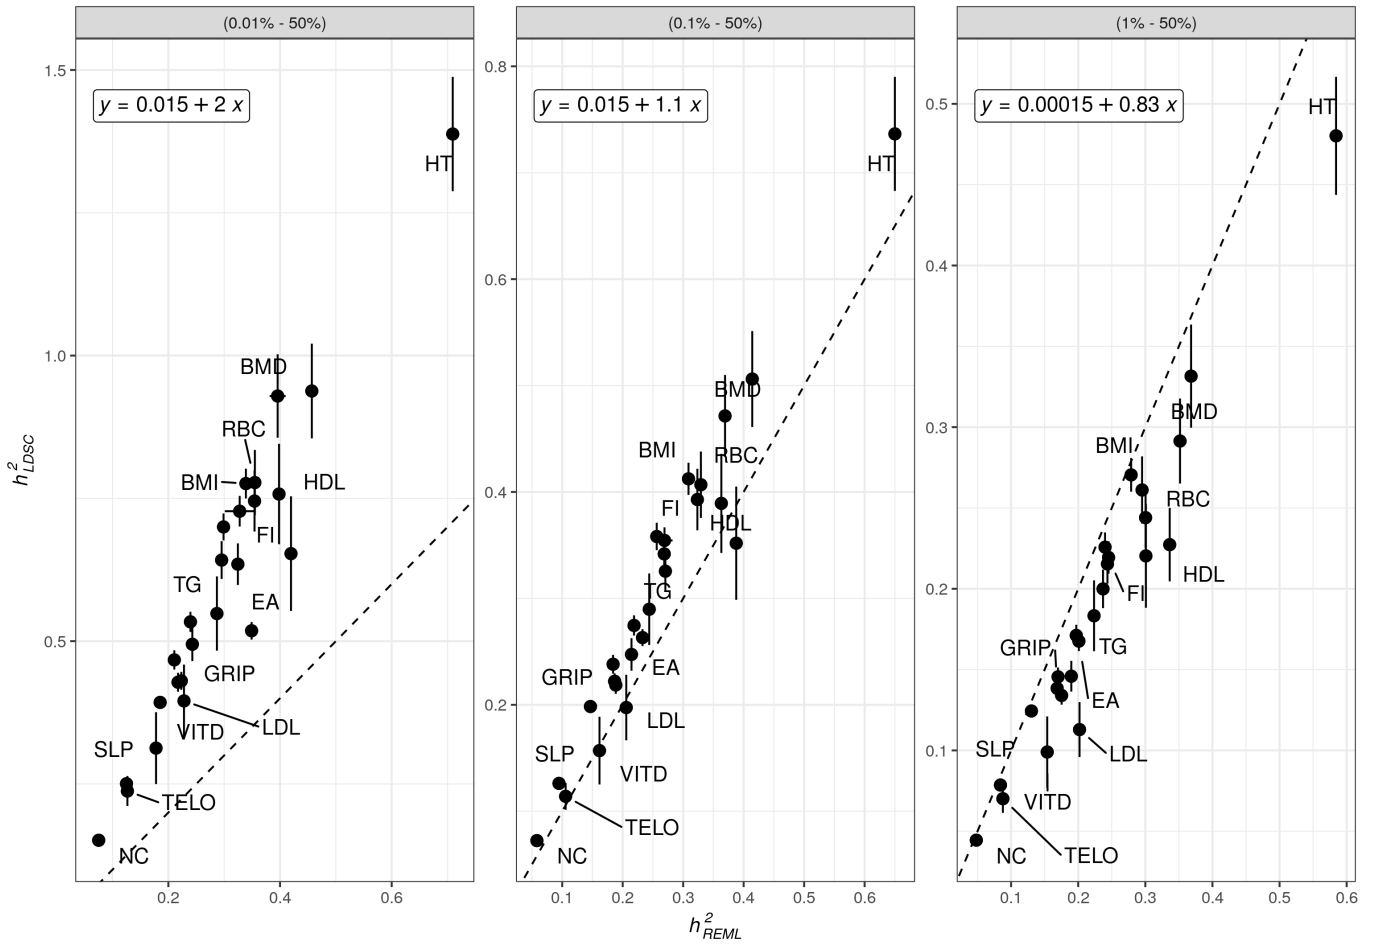 (0.01% - 50%)
(0.1% - 50%)
(1% - 50%)
y = 0.015 + 2 x
y = 0.015 + 1.1 x
y = 0.00015 + 0.83 x
h²LDSC
1.5
1.0
0.5
HT
BMD
RBC
BMI
HDL
FI
TG
EA
GRIP
VITD
LDL
SLP
TELO
NC
0.2
0.4
0.6
0.8
0.6
0.4
0.2
HT
BMD
BMI
RBC
FI
HDL
TG
EA
GRIP
LDL
SLP
VITD
TELO
NC
0.1
0.2
0.3
0.4
0.5
0.6
0.5
0.4
0.3
0.2
0.1
HT
BMD
BMI
RBC
HDL
FI
GRIP
TG
EA
SLP
LDL
VITD
NC
TELO
0.1
0.2
0.3
0.4
0.5
0.6
h²REML